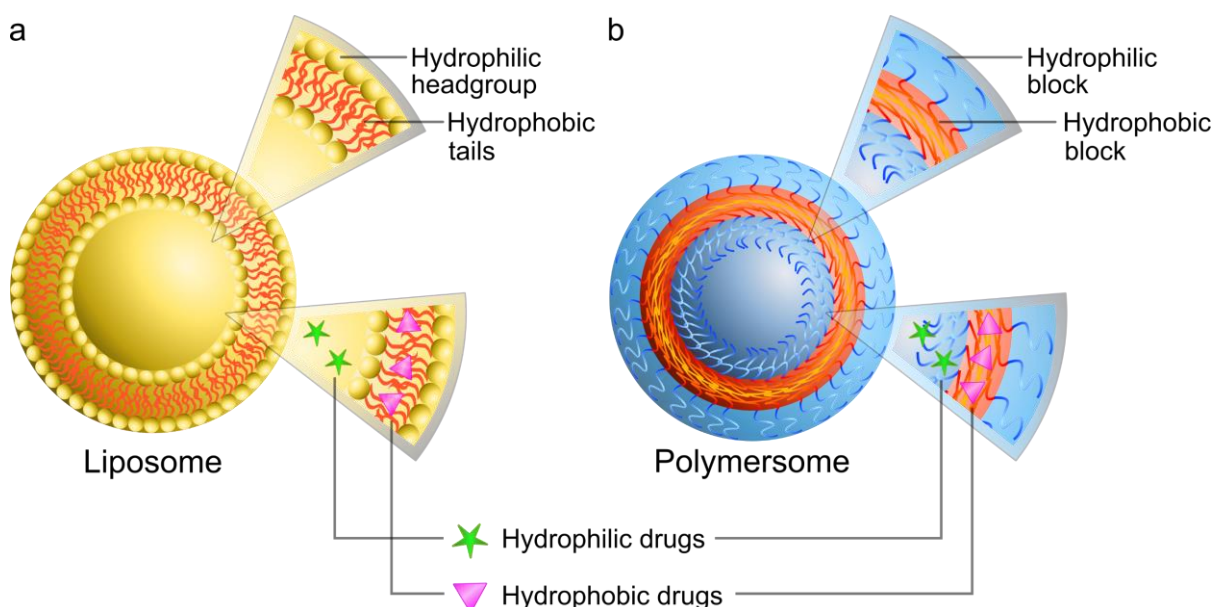 a
Hydrophilic
headgroup
Hydrophobic
tails
Liposome
b
Hydrophilic
block
Hydrophobic
block
Polymersome
Hydrophilic drugs
Hydrophobic drugs